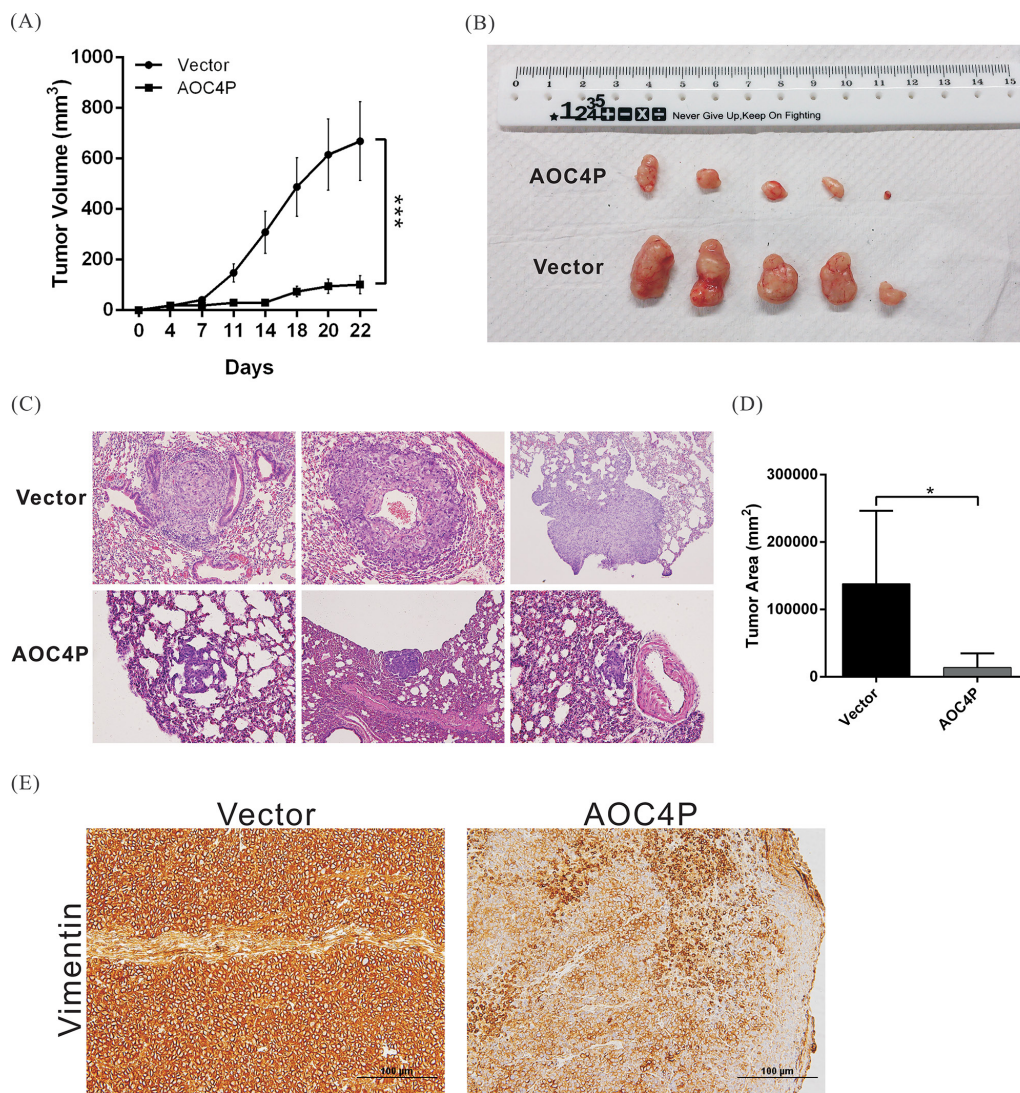 (A)
Tumor Volume (mm³)
1000
800
600
400
200
0
Vector
AOC4P
***
0 4 7 11 14 18 20 22
Days
(B)
0 1 2 3 4 5 6 7 8 9 10 11 12 13 14 15
★12435 + − × ÷ Never Give Up,Keep On Fighting
AOC4P
Vector
(C)
Vector
AOC4P
(D)
Tumor Area (mm²)
300000
200000
100000
0
*
Vector
AOC4P
(E)
Vector
AOC4P
Vimentin
100 µm
100 µm